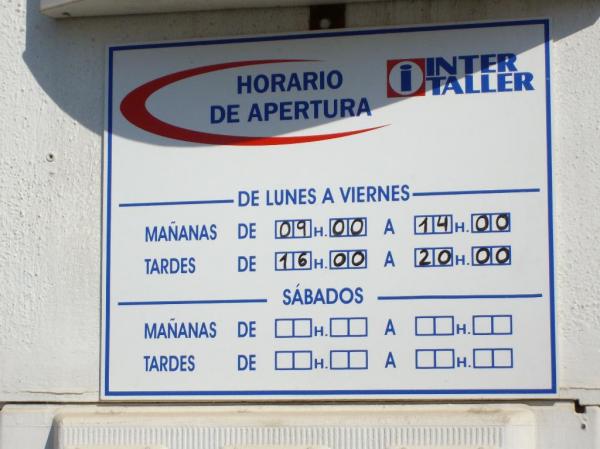 HORARIO
DE APERTURA
i INTER
TALLER
DE LUNES A VIERNES
MAÑANAS DE 09 H. 00 A 14 H. 00
TARDES DE 16 H. 00 A 20 H. 00
SÁBADOS
MAÑANAS DE H. A H.
TARDES DE H. A H.